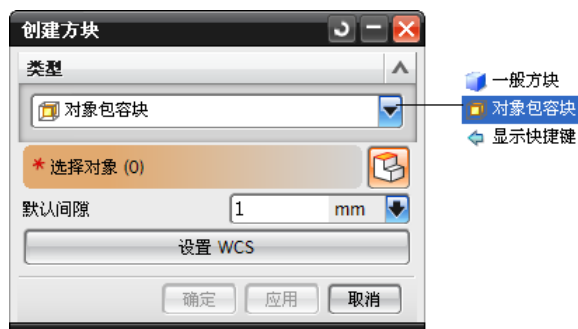 创建方块
类型
对象包容块
* 选择对象 (0)
默认间隙 1 mm
设置 WCS
确定 应用 取消
一般方块
对象包容块
显示快捷键